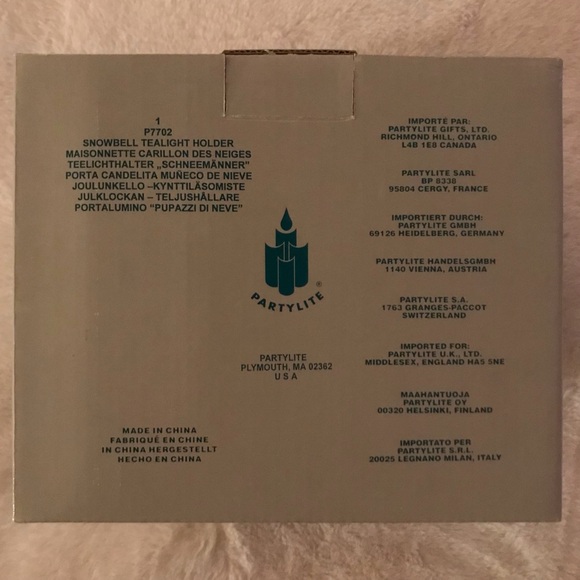 1
P7702
SNOWBELL TEALIGHT HOLDER
MAISONNETTE CARILLON DES NEIGES
TEELICHTHALTER „SCHNEEMÄNNER”
PORTA CANDELITA MUÑECO DE NIEVE
JOULUNKELLO –KYNTTILÄSOMISTE
JULKLOCKAN – TELJUSHÅLLARE
PORTALUMINO “PUPAZZI DI NEVE”
PARTYLITE®
PARTYLITE
PLYMOUTH, MA 02362
U S A
MADE IN CHINA
FABRIQUÉ EN CHINE
IN CHINA HERGESTELLT
HECHO EN CHINA
IMPORTÉ PAR:
PARTYLITE GIFTS, LTD.
RICHMOND HILL, ONTARIO
L4B 1E8 CANADA
PARTYLITE SARL
BP 8338
95804 CERGY, FRANCE
IMPORTIERT DURCH:
PARTYLITE GMBH
69126 HEIDELBERG, GERMANY
PARTYLITE HANDELSGMBH
1140 VIENNA, AUSTRIA
PARTYLITE S.A.
1763 GRANGES-PACCOT
SWITZERLAND
IMPORTED FOR:
PARTYLITE U.K., LTD.
MIDDLESEX, ENGLAND HA5 5NE
MAAHANTUOJA
PARTYLITE OY
00320 HELSINKI, FINLAND
IMPORTATO PER
PARTYLITE S.R.L.
20025 LEGNANO MILAN, ITALY